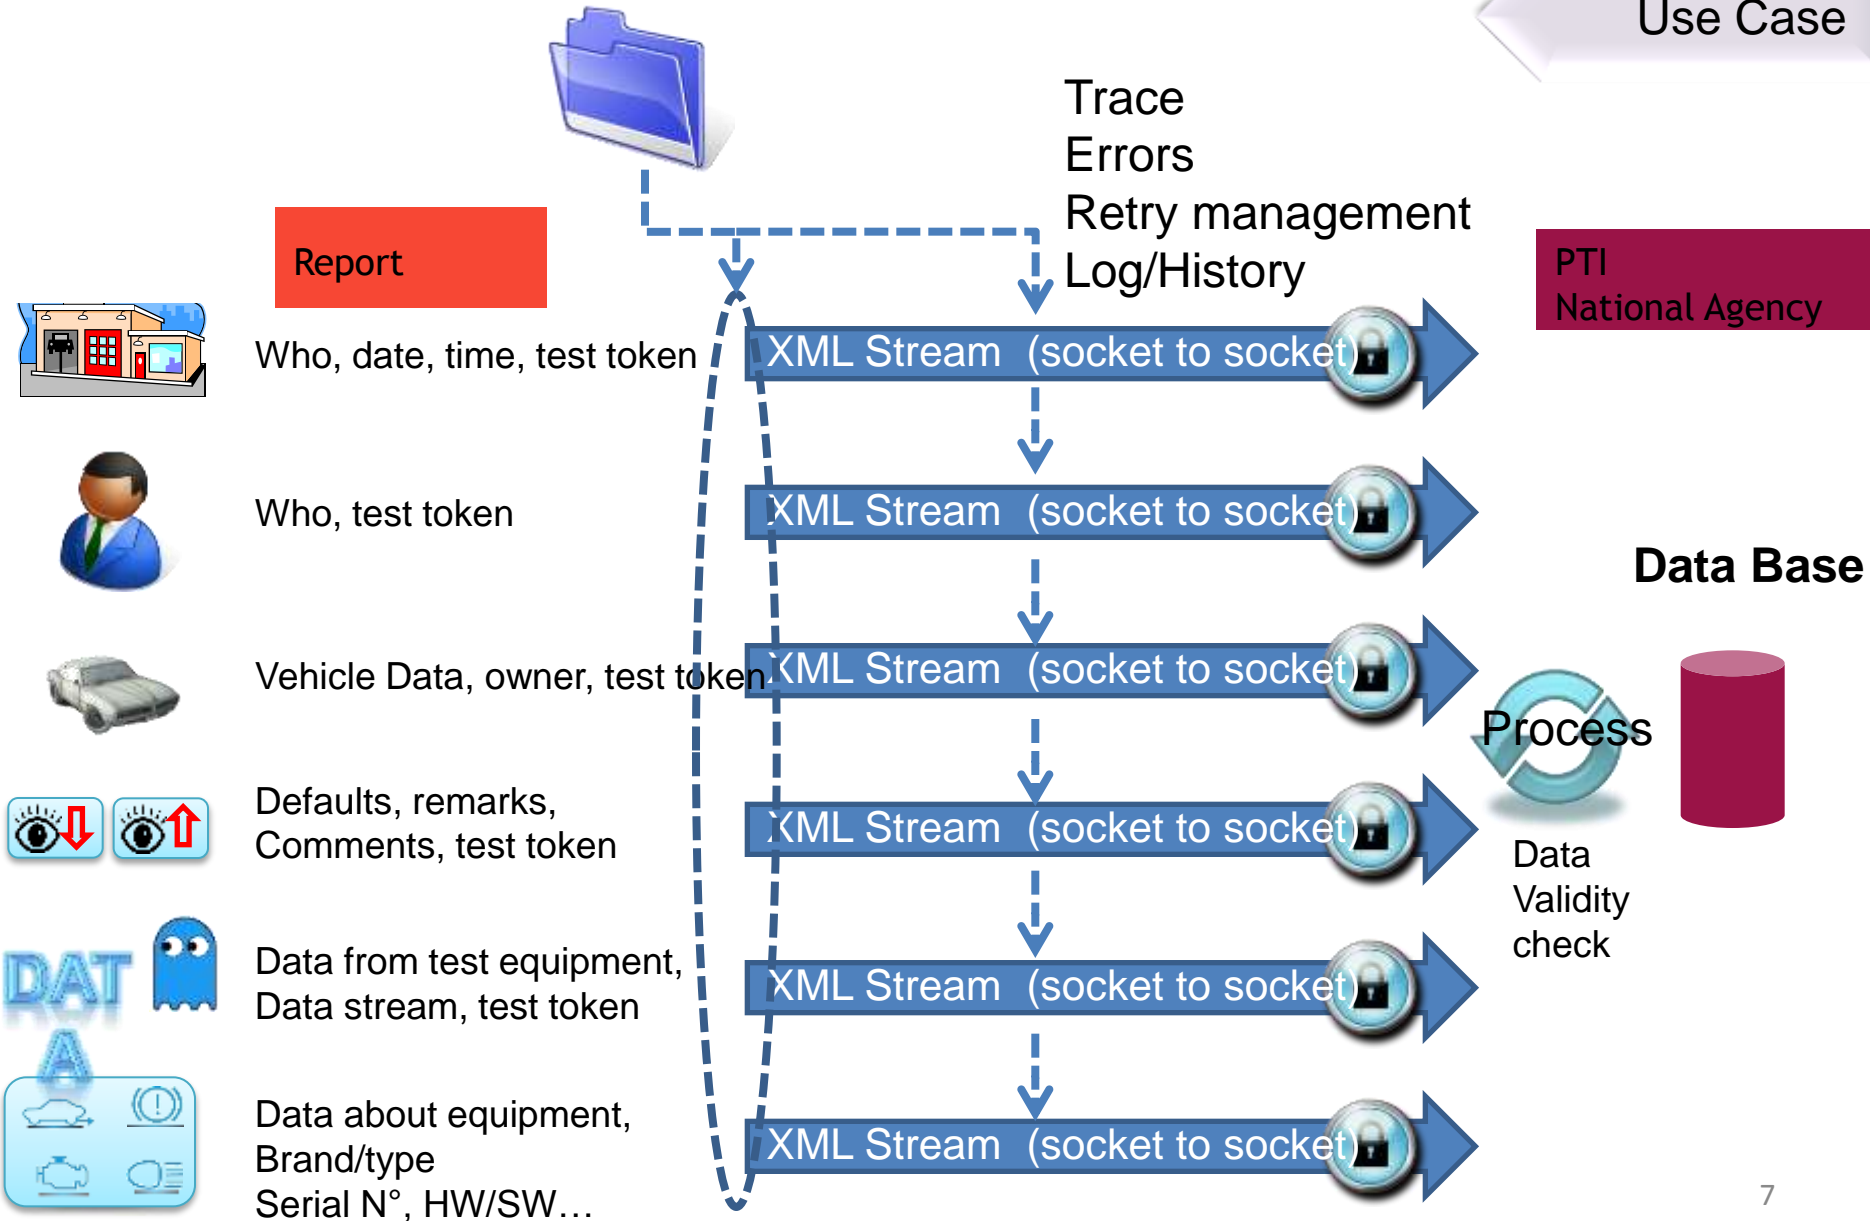 Use Case
Trace
Errors
Retry management
Log/History
Report
PTI
National Agency
Who, date, time, test token
XML Stream (socket to socket)
Who, test token
XML Stream (socket to socket)
Data Base
Vehicle Data, owner, test token
XML Stream (socket to socket)
Process
Defaults, remarks,
Comments, test token
XML Stream (socket to socket)
Data
Validity
check
DAT
A
Data from test equipment,
Data stream, test token
XML Stream (socket to socket)
Data about equipment,
Brand/type
Serial N°, HW/SW…
XML Stream (socket to socket)
7